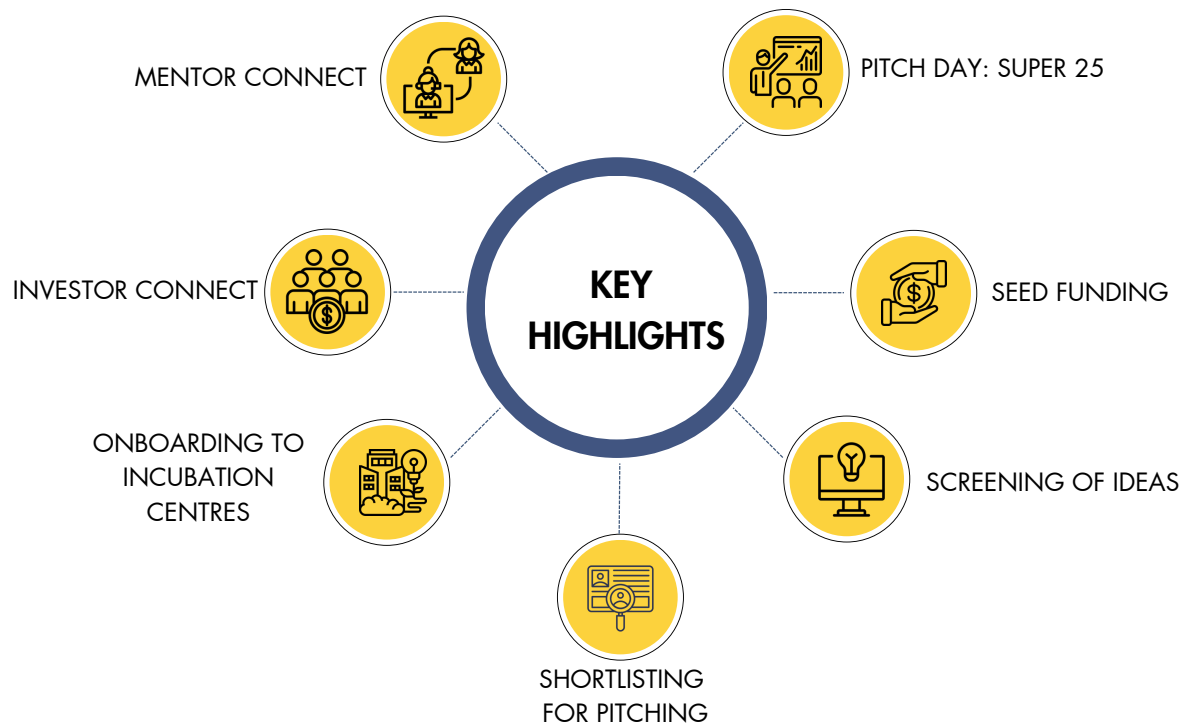 MENTOR CONNECT
PITCH DAY: SUPER 25
INVESTOR CONNECT
KEY
HIGHLIGHTS
SEED FUNDING
ONBOARDING TO
INCUBATION
CENTRES
SCREENING OF IDEAS
SHORTLISTING
FOR PITCHING